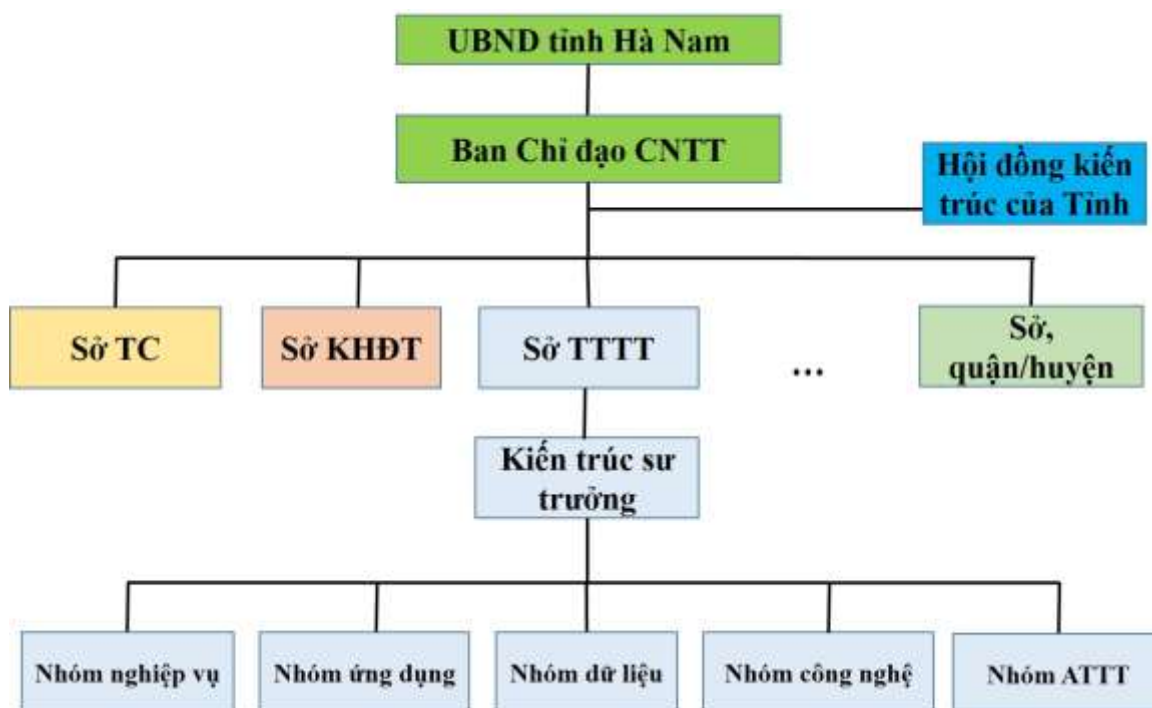 UBND tỉnh Hà Nam
Ban Chỉ đạo CNTT
Hội đồng kiến
trúc của Tỉnh
Sở TC
Sở KHĐT
Sở TTTT
...
Sở,
quận/huyện
Kiến trúc sư
trưởng
Nhóm nghiệp vụ
Nhóm ứng dụng
Nhóm dữ liệu
Nhóm công nghệ
Nhóm ATTT